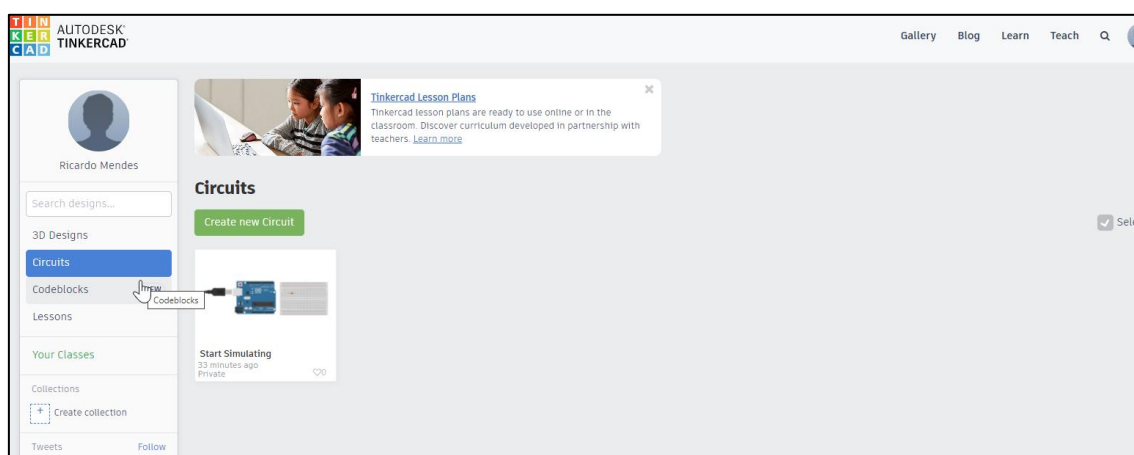 TIN
KER
CAD
AUTODESK®
TINKERCAD®
Gallery Blog Learn Teach
Ricardo Mendes
Search designs...
3D Designs
Circuits
Codeblocks
Codeblocks
Lessons
Your Classes
Collections
+ Create collection
Tweets Follow
Tinkercad Lesson Plans
Tinkercad lesson plans are ready to use online or in the
classroom. Discover curriculum developed in partnership with
teachers. Learn more
Circuits
Create new Circuit
Start Simulating
33 minutes ago
Private
0